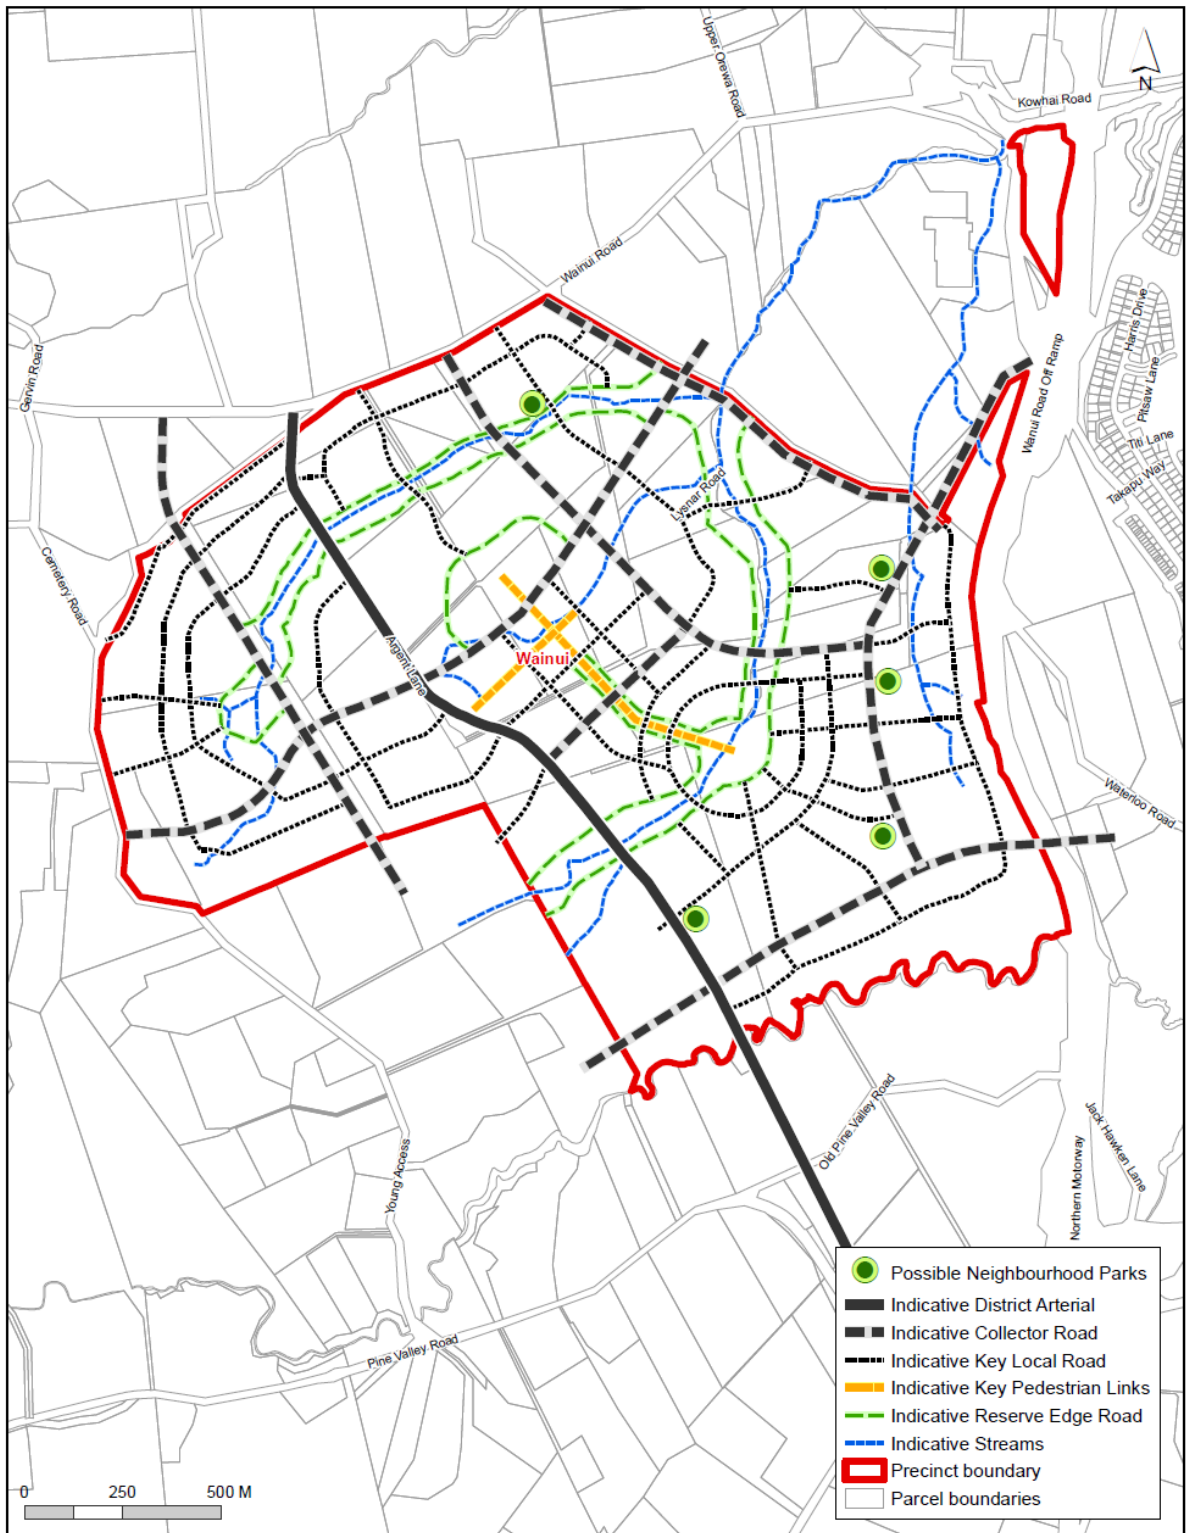 Upper Orewa Road
N
Kowhai Road
Wainui Road
Harris Drive
Gervin Road
Pitsaw Lane
Wanui Road Off Ramp
Titi Lane
Takapu Way
Lysnar Road
Cemetery Road
Argent Lane
Wainui
Waterloo Road
Old Pine Valley Road
Jack Hawken Lane
Young Access
Northern Motorway
Pine Valley Road
Possible Neighbourhood Parks
Indicative District Arterial
Indicative Collector Road
Indicative Key Local Road
Indicative Key Pedestrian Links
Indicative Reserve Edge Road
Indicative Streams
Precinct boundary
Parcel boundaries
0 250 500 M